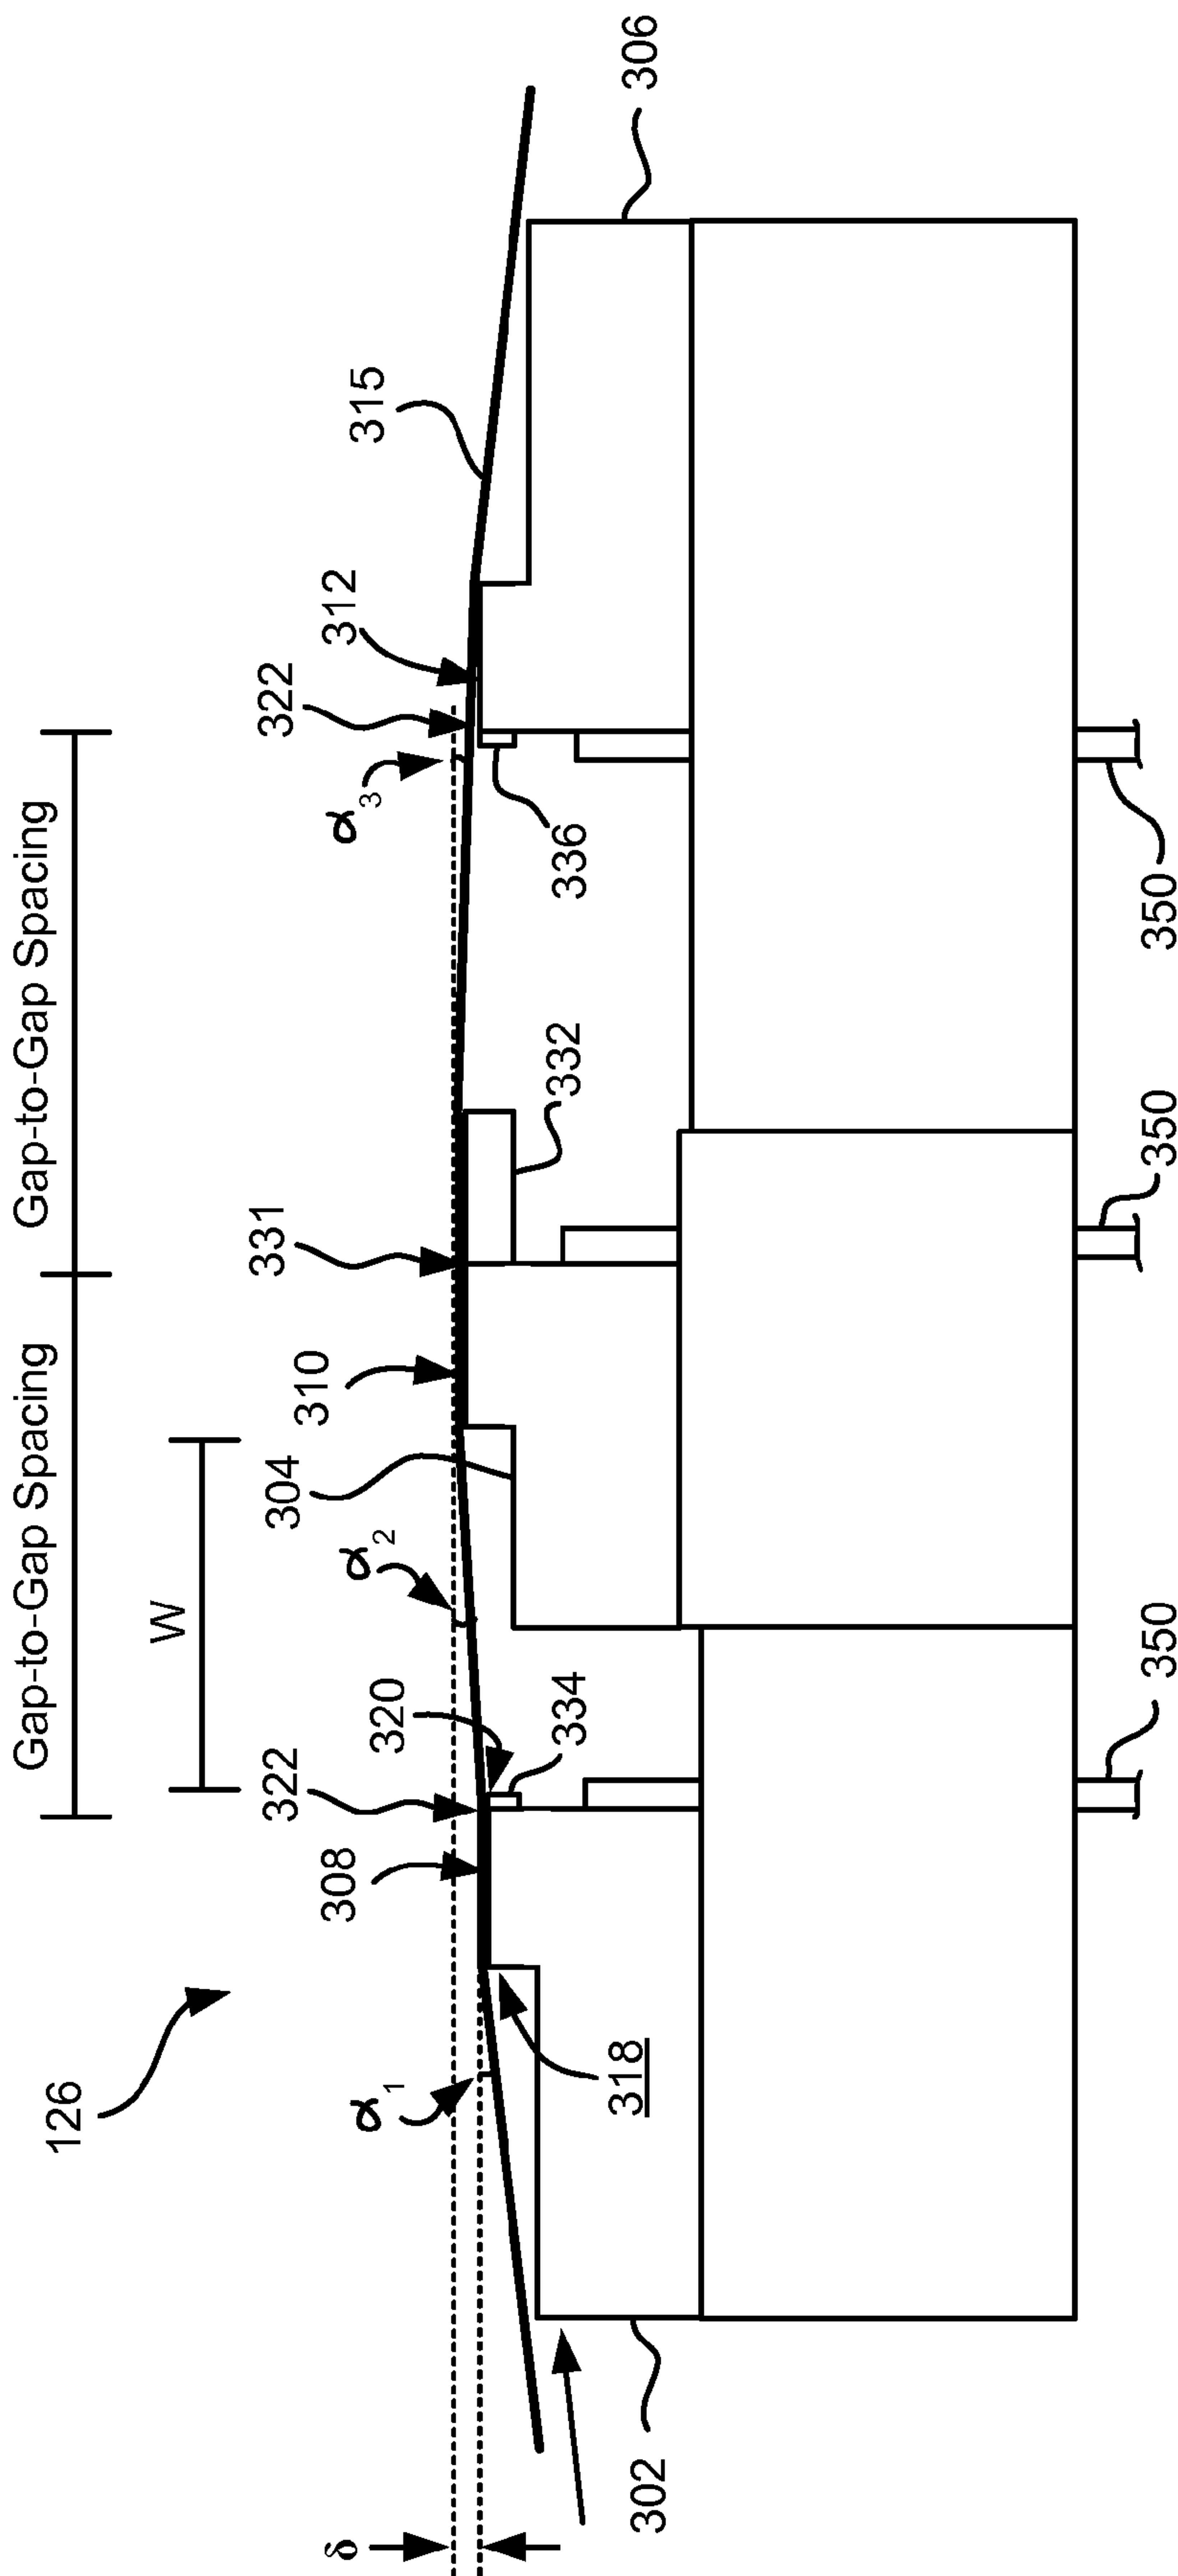 Gap-to-Gap Spacing
Gap-to-Gap Spacing
W
126
δ
α1
308
322
320
334
α2
304
310
331
332
α3
322
312
336
315
318
302
306
350
350
350